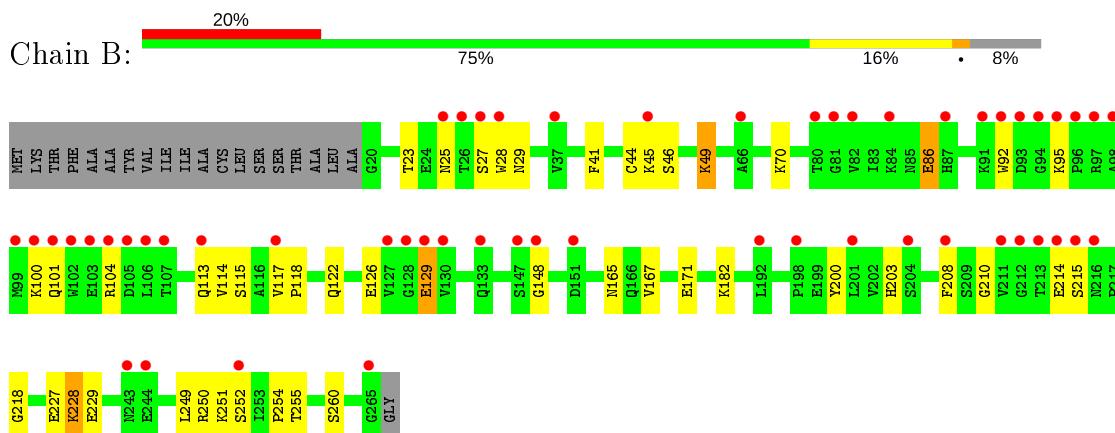 20%
Chain B:
75% 16% • 8%
MET LYS THR PHE ALA ALA TYR VAL ILE ILE ALA CYS LEU SER SER THR ALA LEU ALA G20 T23 E24 N25 T26 S27 W28 N29 V37 F41 C44 K45 S46 K49 A66 K70 T80 G81 V82 I83 K84 N85 E86 H87 K91 W92 D93 G94 K95 P96 R97 A98
M99 K100 Q101 W102 E103 R104 D105 L106 T107 Q113 V114 S115 A116 V117 P118 Q122 E126 V127 G128 E129 V130 Q133 S147 G148 D151 N165 Q166 V167 E171 K182 L192 P198 E199 Y200 L201 V202 H203 S204 F208 S209 G210 V211 G212 T213 E214 S215 N216 P217
G218 E227 K228 E229 N243 E244 L249 R250 K251 S252 I253 P254 T255 S260 G265 GLY